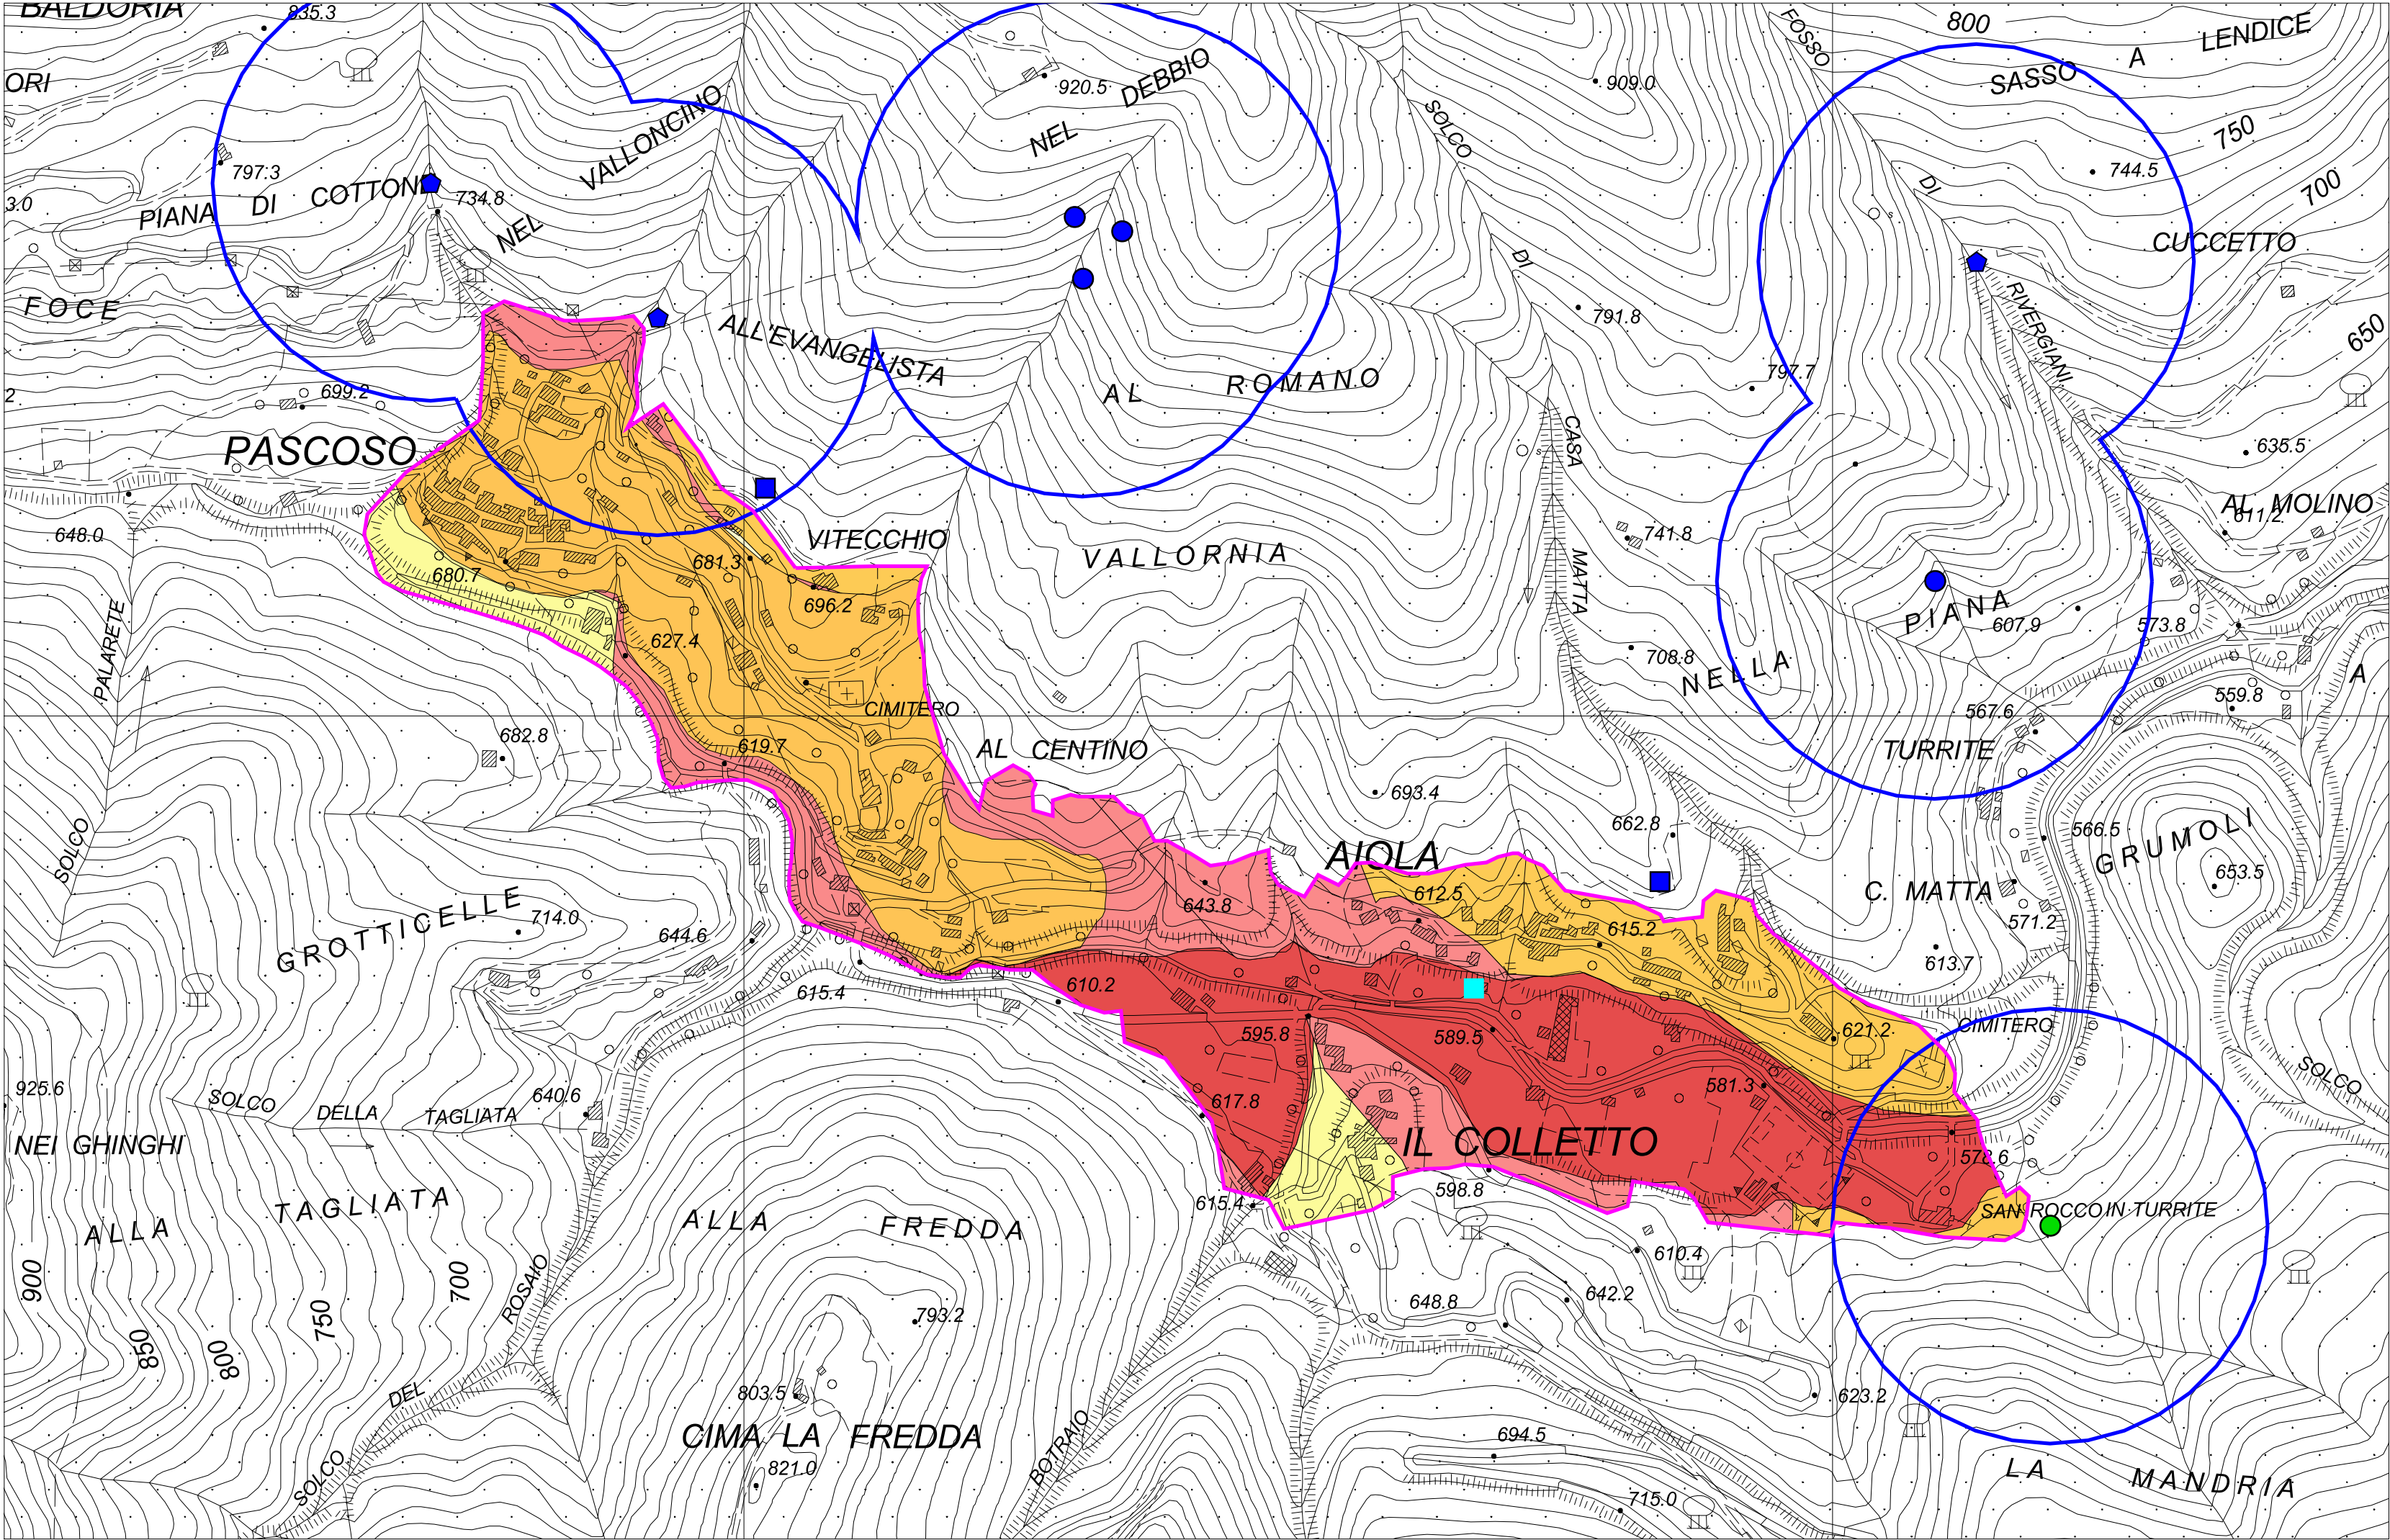 BALDORIA
835.3
800
LENDICE
A
SASSO
FOSSO
ORI
920.5
DEBBIO
NEL
909.0
SOLCO
750
744.5
700
VALLONCINO
797.3
3.0
PIANA DI COTTONE
734.8
NEL
DI
DI
CUCCETTO
FOCE
ALL'EVANGELISTA
791.8
RIVERGIANI
650
797.7
AL ROMANO
2
699.2
PASCOSO
CASA
635.5
AL MOLINO
611.2
648.0
VITECCHIO
681.3
VALLORNIA
741.8
MATTA
680.7
696.2
PIANA
607.9
573.8
PALARETE
627.4
708.8
NELLA
A
559.8
CIMITERO
567.6
682.8
619.7
AL CENTINO
TURRITE
693.4
662.8
566.5
GRUMOLI
SOLCO
AIOLA
653.5
612.5
C. MATTA
GROTTICELLE
714.0
643.8
571.2
644.6
615.2
613.7
610.2
615.4
595.8
589.5
621.2
CIMITERO
SOLCO
925.6
SOLCO DELLA TAGLIATA
640.6
617.8
581.3
NEI GHINGHI
IL COLLETTO
578.6
TAGLIATA
615.4
598.8
SAN ROCCO IN TURRITE
ALLA
ALLA FREDDA
610.4
900
850
800
750
700
ROSAIO
648.8
642.2
793.2
DEL
803.5
623.2
CIMA LA FREDDA
694.5
SOLCO
821.0
BOTRAIO
LA MANDRIA
715.0